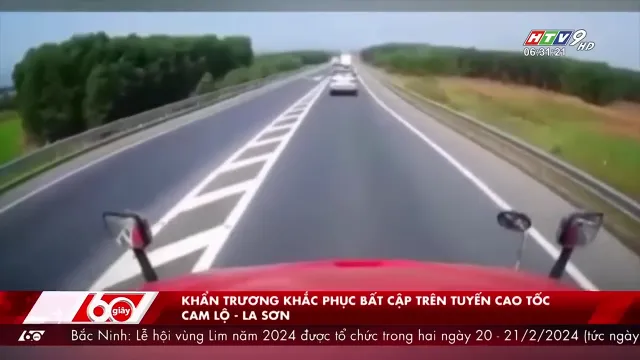 HTV9 HD
06:31:21
60 giây
KHẨN TRƯƠNG KHẮC PHỤC BẤT CẬP TRÊN TUYẾN CAO TỐC
CAM LỘ - LA SƠN
60 giây Bắc Ninh: Lễ hội vùng Lim năm 2024 được tổ chức trong hai ngày 20 - 21/2/2024 (tức ngày